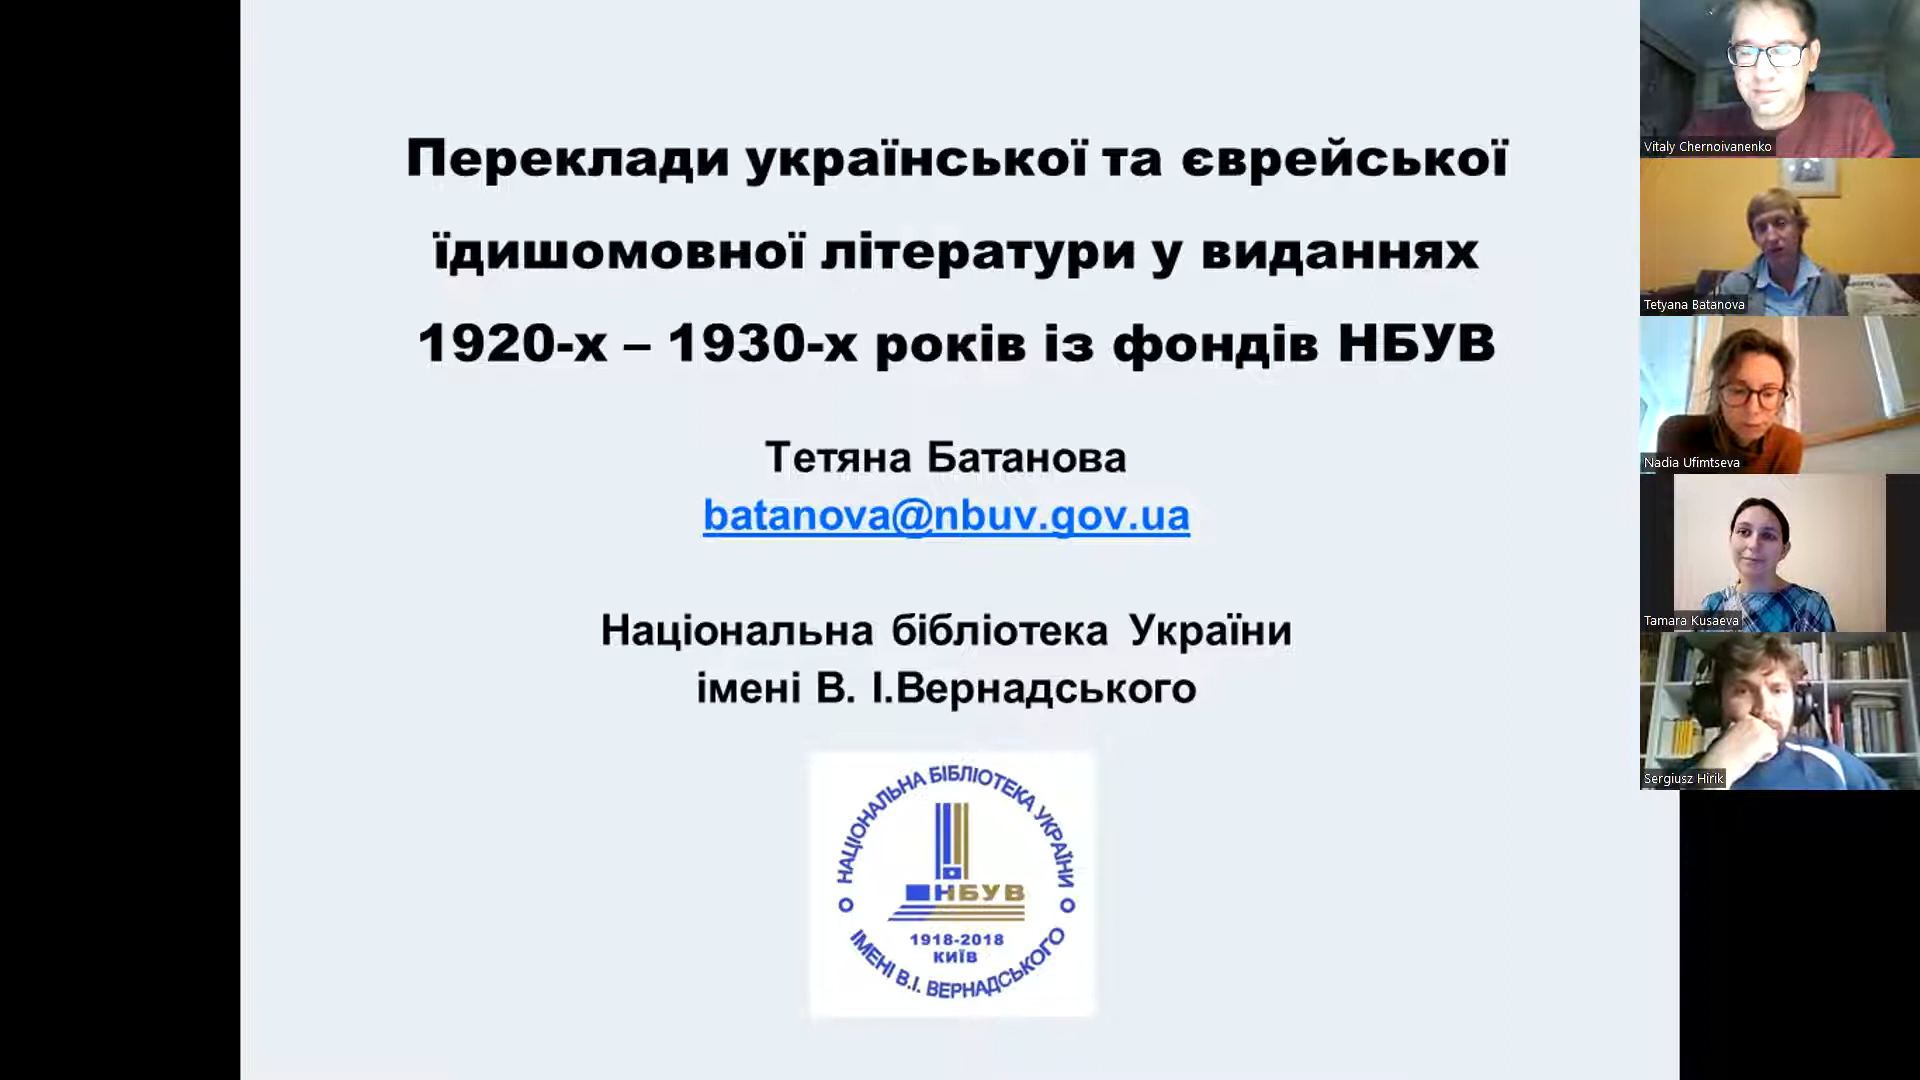 Переклади української та єврейської
їдишомовної літератури у виданнях
1920-х – 1930-х років із фондів НБУВ
Тетяна Батанова
batanova@nbuv.gov.ua
Національна бібліотека України
імені В. І.Вернадського
НАЦІОНАЛЬНА БІБЛІОТЕКА УКРАЇНИ
НБУВ
1918-2018
КИЇВ
ІМЕНІ В.І. ВЕРНАДСЬКОГО
Vitaly Chernoivanenko
Tetyana Batanova
Nadia Ufimtseva
Tamara Kusaeva
Sergiusz Hirik